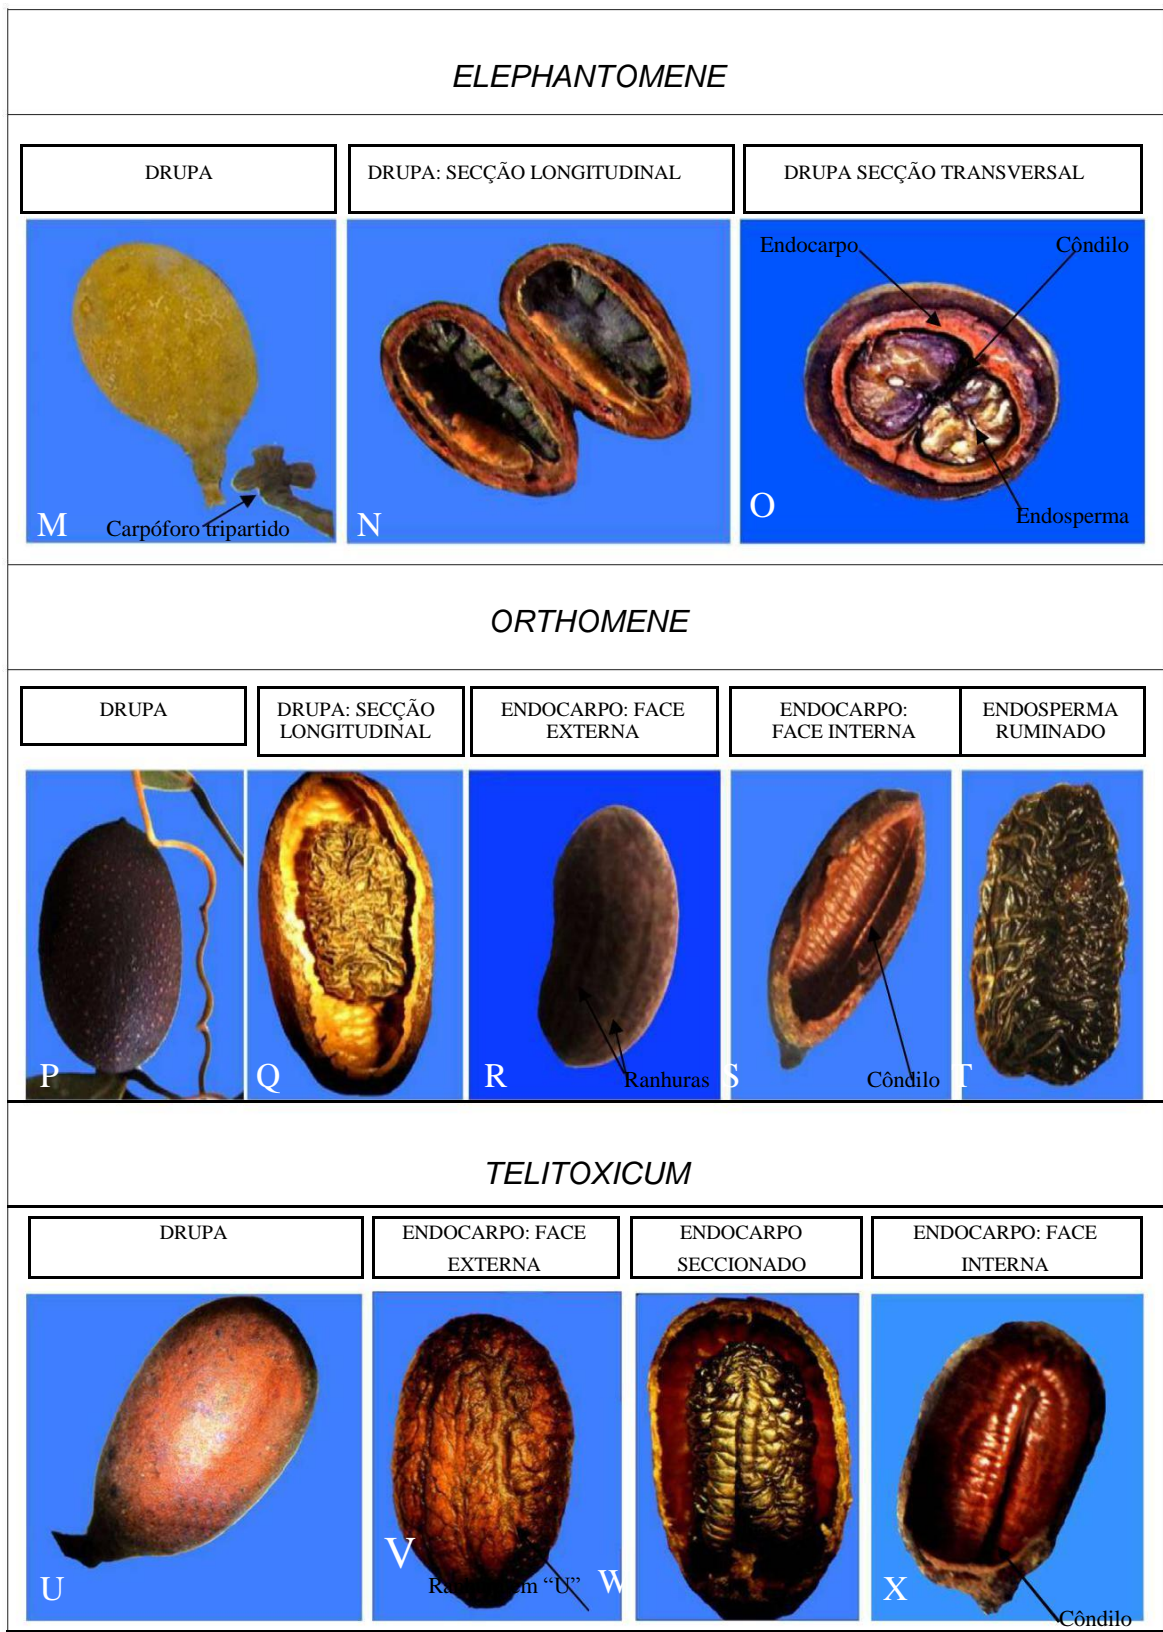 ELEPHANTOMENE
DRUPA
DRUPA: SECÇÃO LONGITUDINAL
DRUPA SECÇÃO TRANSVERSAL
Endocarpo
Côndilo
M
Carpóforo tripartido
N
O
Endosperma
ORTHOMENE
DRUPA
DRUPA: SECÇÃO
LONGITUDINAL
ENDOCARPO: FACE
EXTERNA
ENDOCARPO:
FACE INTERNA
ENDOSPERMA
RUMINADO
P
Q
R
Ranhuras
S
Côndilo
T
TELITOXICUM
DRUPA
ENDOCARPO: FACE
EXTERNA
ENDOCARPO
SECCIONADO
ENDOCARPO: FACE
INTERNA
U
V
em “U”
W
X
Côndilo